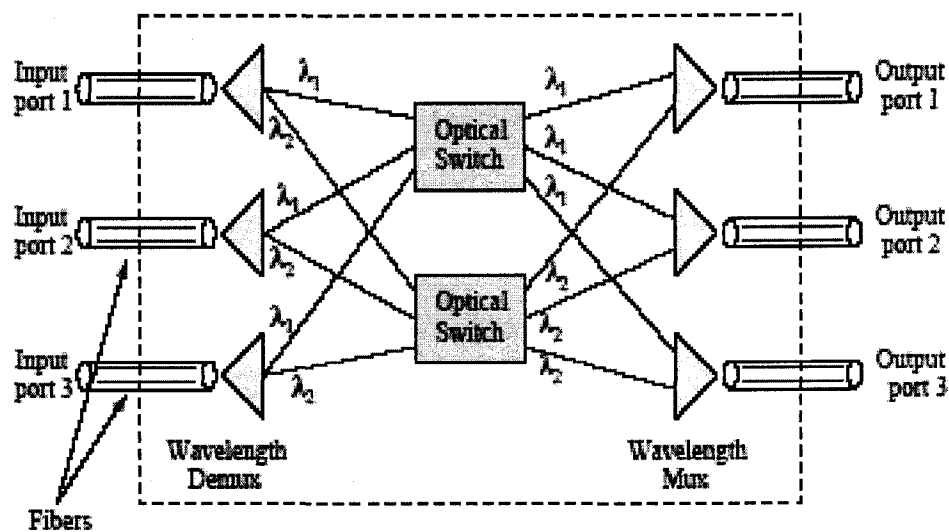 Input
port 1
λ1
λ2
Optical
Switch
λ1
λ1
λ1
Output
port 1
Input
port 2
λ1
λ2
Optical
Switch
λ2
λ2
λ2
Output
port 2
Input
port 3
λ1
λ2
Output
port 3
Wavelength
Demux
Wavelength
Mux
Fibers